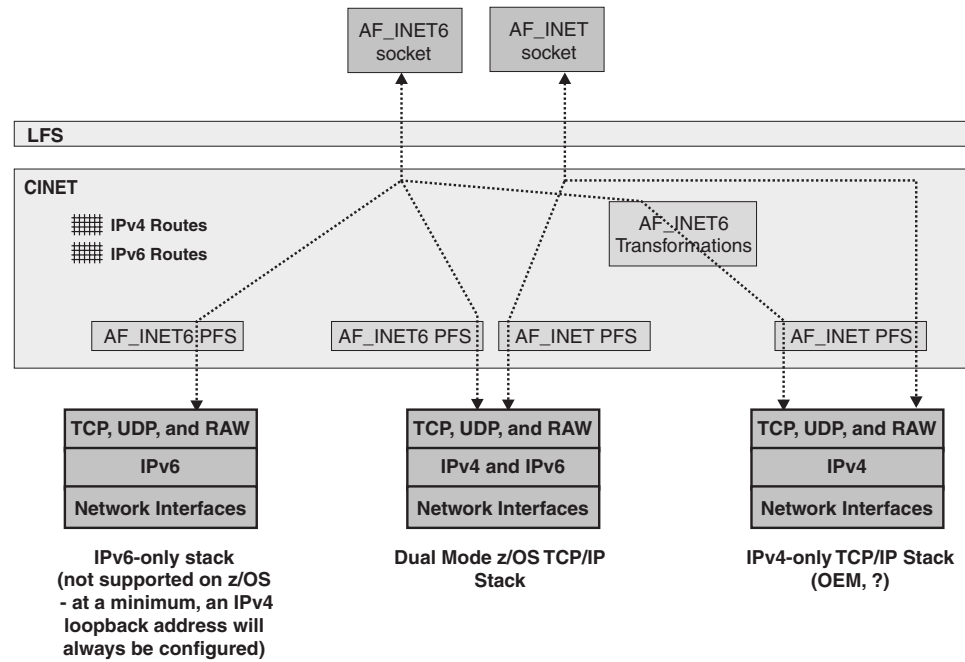 AF_INET6
socket
AF_INET
socket
LFS
CINET
IPv4 Routes
IPv6 Routes
AF_INET6
Transformations
AF_INET6 PFS
AF_INET6 PFS
AF_INET PFS
AF_INET PFS
TCP, UDP, and RAW
IPv6
Network Interfaces
TCP, UDP, and RAW
IPv4 and IPv6
Network Interfaces
TCP, UDP, and RAW
IPv4
Network Interfaces
IPv6-only stack
(not supported on z/OS
- at a minimum, an IPv4
loopback address will
always be configured)
Dual Mode z/OS TCP/IP
Stack
IPv4-only TCP/IP Stack
(OEM, ?)